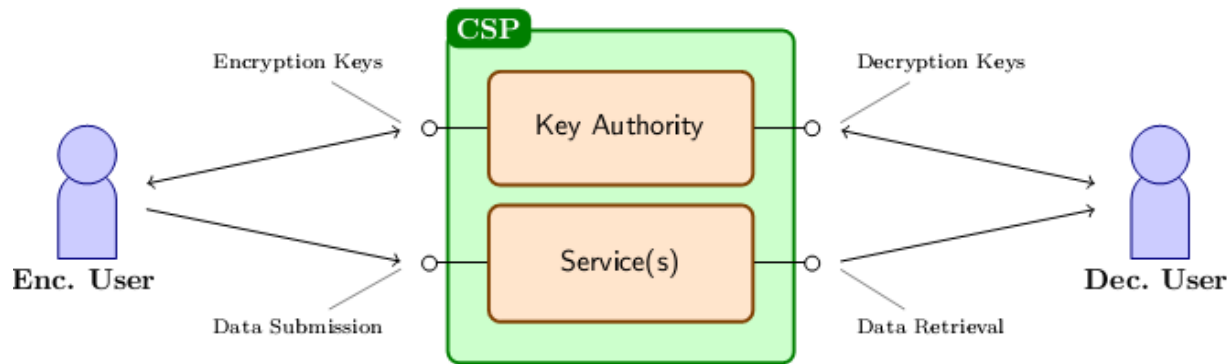 CSP
Encryption Keys
Decryption Keys
Key Authority
Service(s)
Enc. User
Dec. User
Data Submission
Data Retrieval